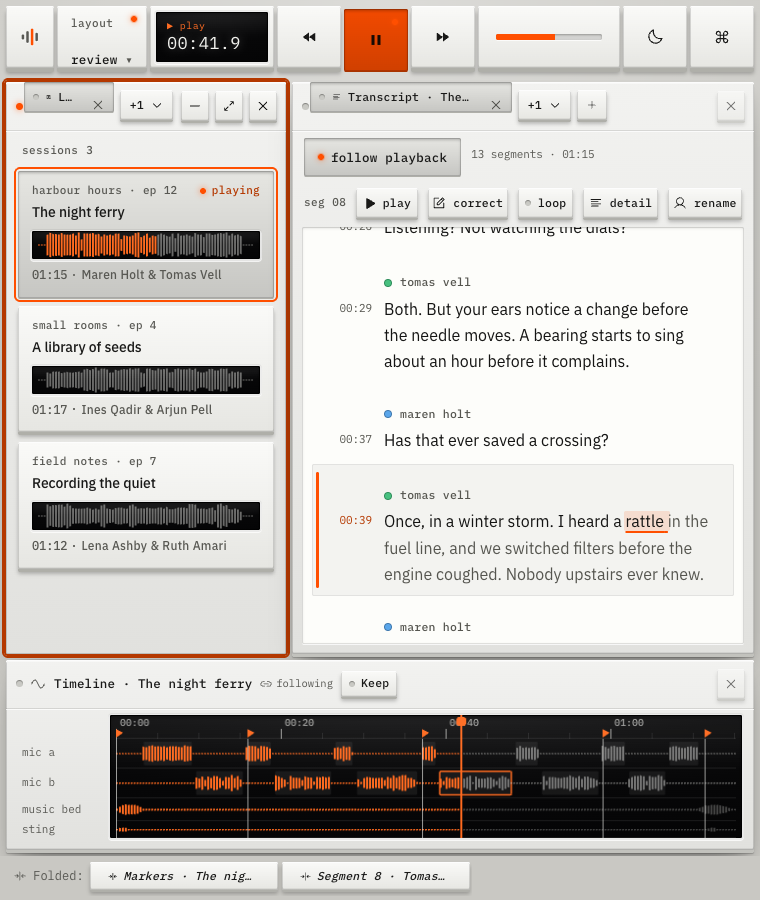 layout
review ▾
▶ play
00:41.9
⌘
L…
+1
Transcript · The…
+1
+
sessions 3
harbour hours · ep 12
playing
The night ferry
01:15 · Maren Holt & Tomas Vell
small rooms · ep 4
A library of seeds
01:17 · Ines Qadir & Arjun Pell
field notes · ep 7
Recording the quiet
01:12 · Lena Ashby & Ruth Amari
follow playback
13 segments · 01:15
seg 08
play
correct
loop
detail
rename
Listening? Not watching the dials?
tomas vell
00:29
Both. But your ears notice a change before
the needle moves. A bearing starts to sing
about an hour before it complains.
maren holt
00:37
Has that ever saved a crossing?
tomas vell
00:39
Once, in a winter storm. I heard a rattle in the
fuel line, and we switched filters before the
engine coughed. Nobody upstairs ever knew.
maren holt
Timeline · The night ferry
following
Keep
00:00
00:20
00:40
01:00
mic a
mic b
music bed
sting
Folded:
Markers · The nig…
Segment 8 · Tomas…